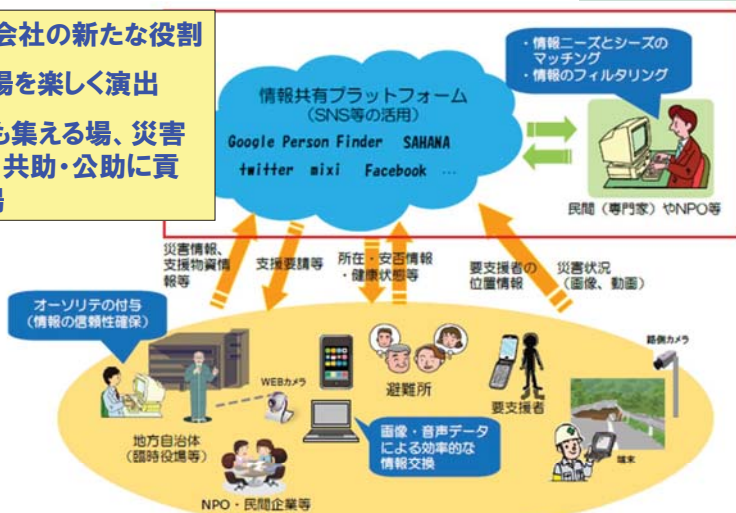 会社の新たな役割
場を楽しく演出
も集える場、災害
共助・公助に貢
場
情報共有プラットフォーム
(SNS等の活用)
Google Person Finder SAHANA
twitter mixi Facebook …
・情報ニーズとシーズの
マッチング
・情報のフィルタリング
民間(専門家)やNPO等
災害情報、
支援物資情
報等
支援要請等
所在・安否情報
・健康状態等
要支援者の
位置情報
災害状況
(画像、動画)
オーソリテの付与
(情報の信頼性確保)
WEBカメラ
避難所
要支援者
路側カメラ
地方自治体
(臨時役場等)
画像・音声データ
による効率的な
情報交換
端末
NPO・民間企業等